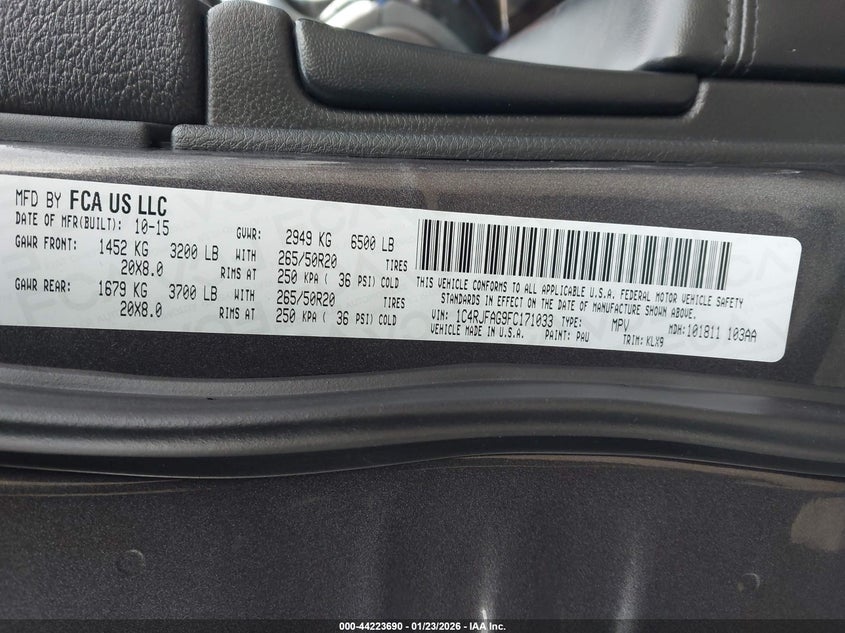 MFD BY FCA US LLC
DATE OF MFR(BUILT): 10-15 GVWR: 2949 KG 6500 LB
GAWR FRONT: 1452 KG 3200 LB WITH 265/50R20 TIRES
20X8.0 RIMS AT 250 KPA ( 36 PSI) COLD
GAWR REAR: 1679 KG 3700 LB WITH 265/50R20 TIRES
20X8.0 RIMS AT 250 KPA ( 36 PSI) COLD
THIS VEHICLE CONFORMS TO ALL APPLICABLE U.S.A. FEDERAL MOTOR VEHICLE SAFETY
STANDARDS IN EFFECT ON THE DATE OF MANUFACTURE SHOWN ABOVE.
VIN: 1C4RJFAG9FC171033 TYPE: MPV MDH:101811 103AA
VEHICLE MADE IN U.S.A. PAINT: PAU TRIM: KLX9
000-44223690 - 01/23/2026 - IAA Inc.